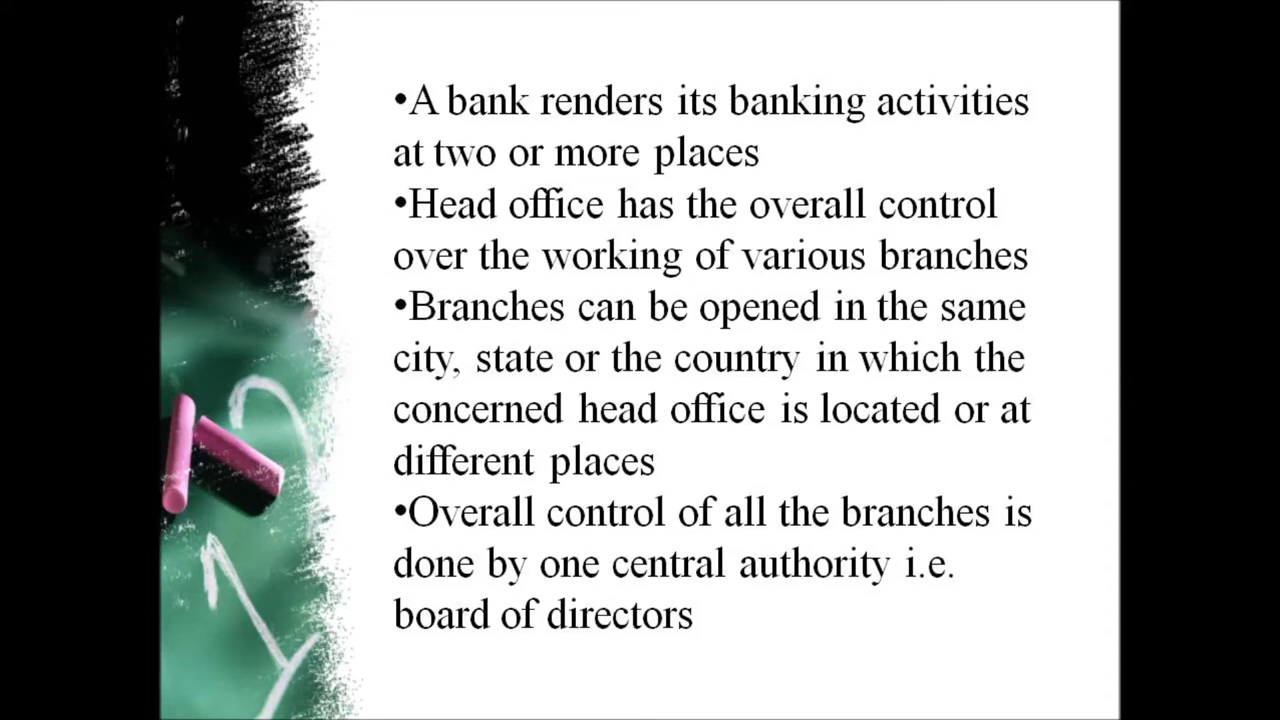 •A bank renders its banking activities
at two or more places
•Head office has the overall control
over the working of various branches
•Branches can be opened in the same
city, state or the country in which the
concerned head office is located or at
different places
•Overall control of all the branches is
done by one central authority i.e.
board of directors